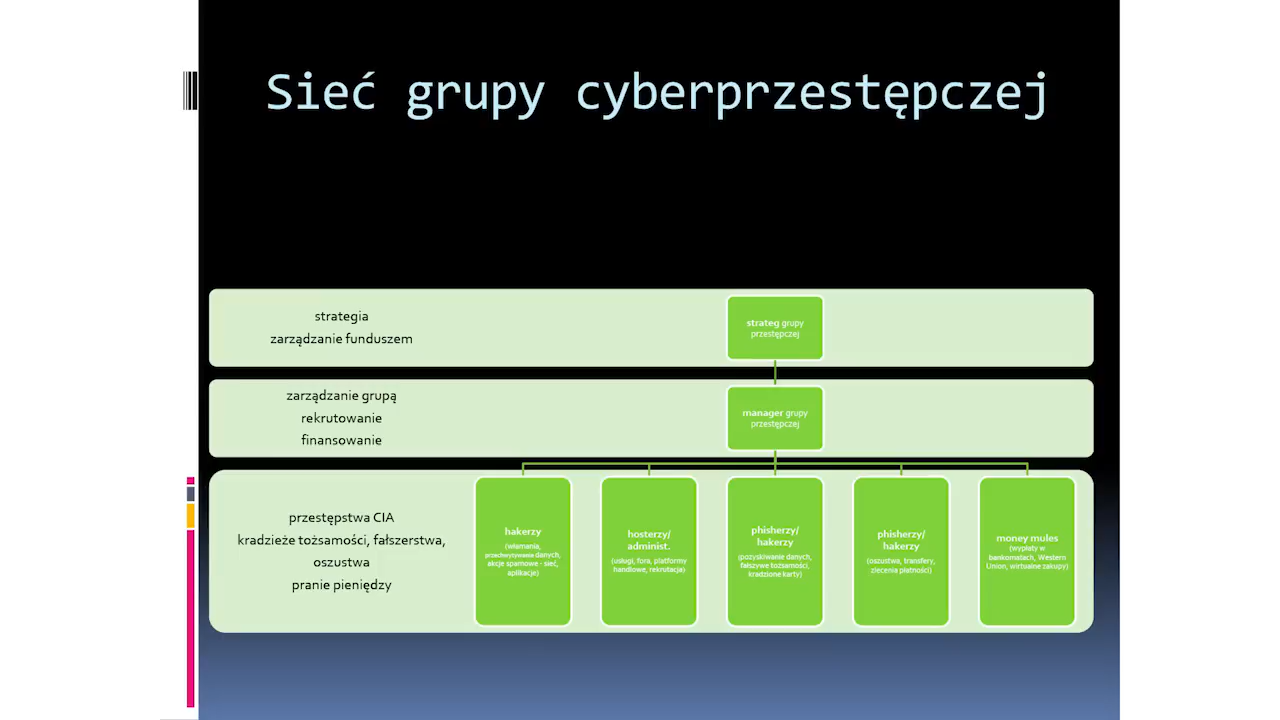 Sieć grupy cyberprzestępczej
strategia
zarządzanie funduszem
strateg grupy
przestępczej
zarządzanie grupą
rekrutowanie
finansowanie
manager grupy
przestępczej
przestępstwa CIA
kradzieże tożsamości, fałszerstwa,
oszustwa
pranie pieniędzy
hakerzy
(włamania,
przechwytywanie danych,
akcje spamowe - sieć,
aplikacje)
hosterzy/
administ.
(usługi, fora, platformy
handlowe, rekrutacja)
phisherzy/
hakerzy
(pozyskiwanie danych,
fałszywe tożsamości,
kradzione karty)
phisherzy/
hakerzy
(oszustwa, transfery,
zlecenia płatności)
money mules
(wypłaty w
bankomatach, Western
Union, wirtualne zakupy)